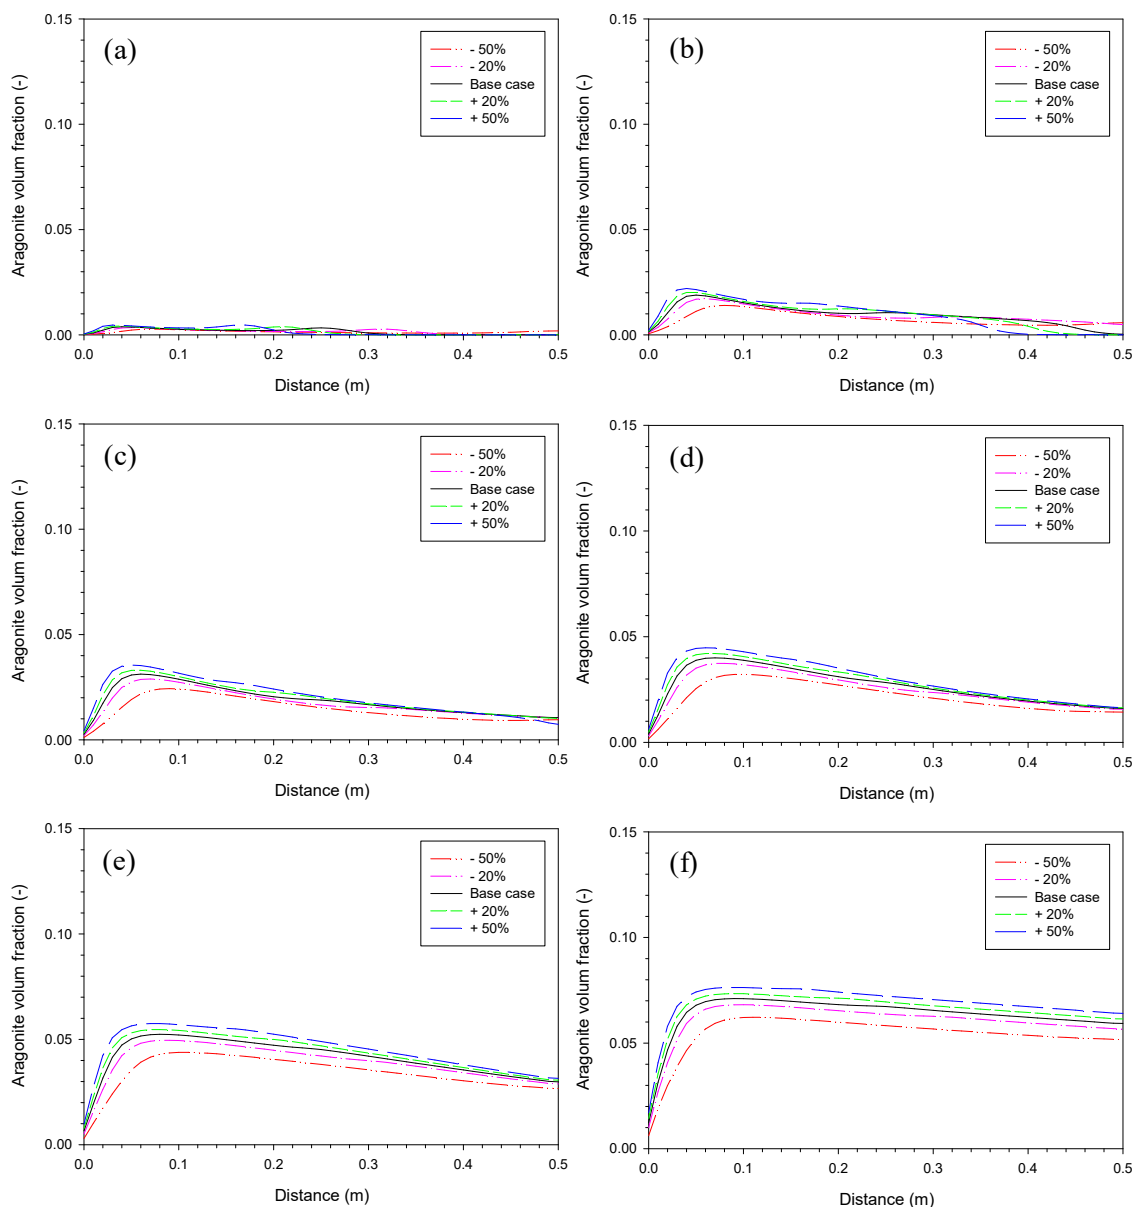 (a)
- 50%
- 20%
Base case
+ 20%
+ 50%
0.15
0.10
0.05
0.00
Aragonite volum fraction (-)
0.0 0.1 0.2 0.3 0.4 0.5
Distance (m)
(b)
- 50%
- 20%
Base case
+ 20%
+ 50%
0.15
0.10
0.05
0.00
Aragonite volum fraction (-)
0.0 0.1 0.2 0.3 0.4 0.5
Distance (m)
(c)
- 50%
- 20%
Base case
+ 20%
+ 50%
0.15
0.10
0.05
0.00
Aragonite volum fraction (-)
0.0 0.1 0.2 0.3 0.4 0.5
Distance (m)
(d)
- 50%
- 20%
Base case
+ 20%
+ 50%
0.15
0.10
0.05
0.00
Aragonite volum fraction (-)
0.0 0.1 0.2 0.3 0.4 0.5
Distance (m)
(e)
- 50%
- 20%
Base case
+ 20%
+ 50%
0.15
0.10
0.05
0.00
Aragonite volum fraction (-)
0.0 0.1 0.2 0.3 0.4 0.5
Distance (m)
(f)
- 50%
- 20%
Base case
+ 20%
+ 50%
0.15
0.10
0.05
0.00
Aragonite volum fraction (-)
0.0 0.1 0.2 0.3 0.4 0.5
Distance (m)